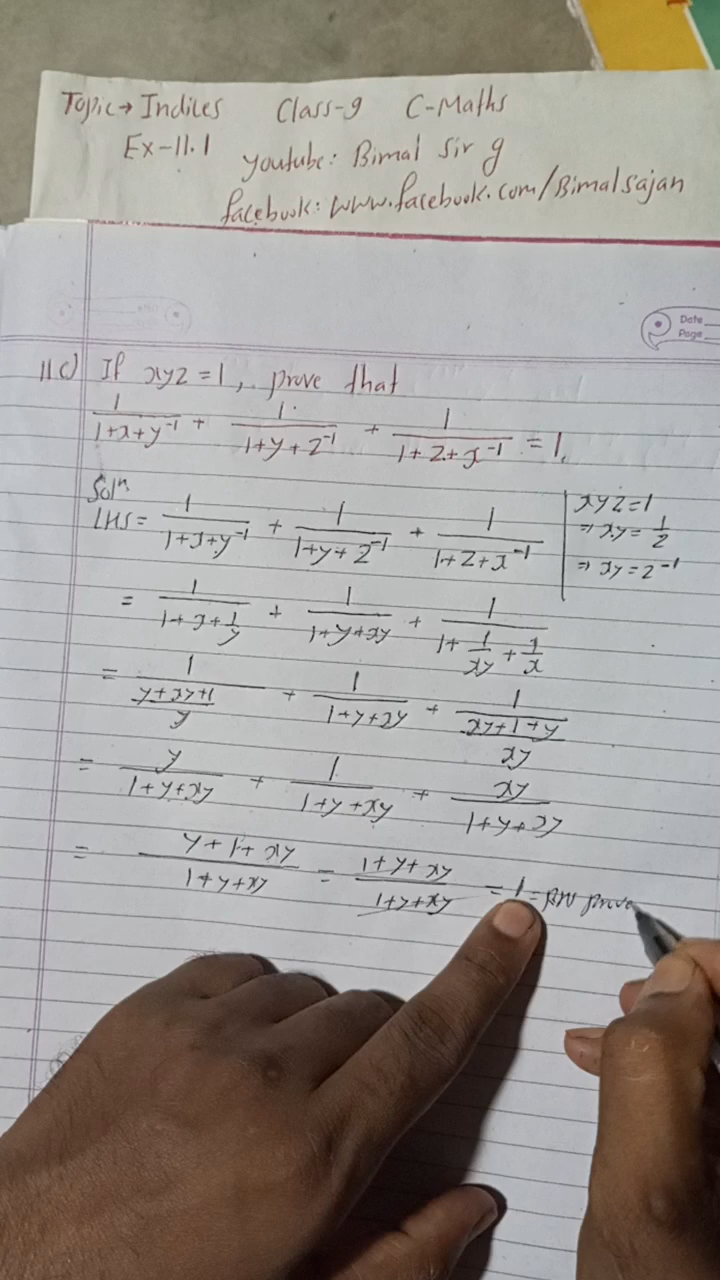 Topic → Indices Class-9 C-Maths
Ex-11.1 youtube: Bimal Sir g
facebook: www.facebook.com/Bimalsajan
Date
Page
11c) If xyz = 1, prove that
1/(1+x+y⁻¹) + 1/(1+y+z⁻¹) + 1/(1+z+x⁻¹) = 1.
Solⁿ
LHS = 1/(1+x+y⁻¹) + 1/(1+y+z⁻¹) + 1/(1+z+x⁻¹)
xyz = 1
⇒ xy = 1/z
⇒ xy = z⁻¹
= 1/(1+x+1/y) + 1/(1+y+xy) + 1/(1+1/xy+1/x)
= 1/((y+xy+1)/y) + 1/(1+y+xy) + 1/((xy+1+y)/xy)
= y/(1+y+xy) + 1/(1+y+xy) + xy/(1+y+xy)
= (y+1+xy)/(1+y+xy) = (1+y+xy)/(1+y+xy) = 1 = prove